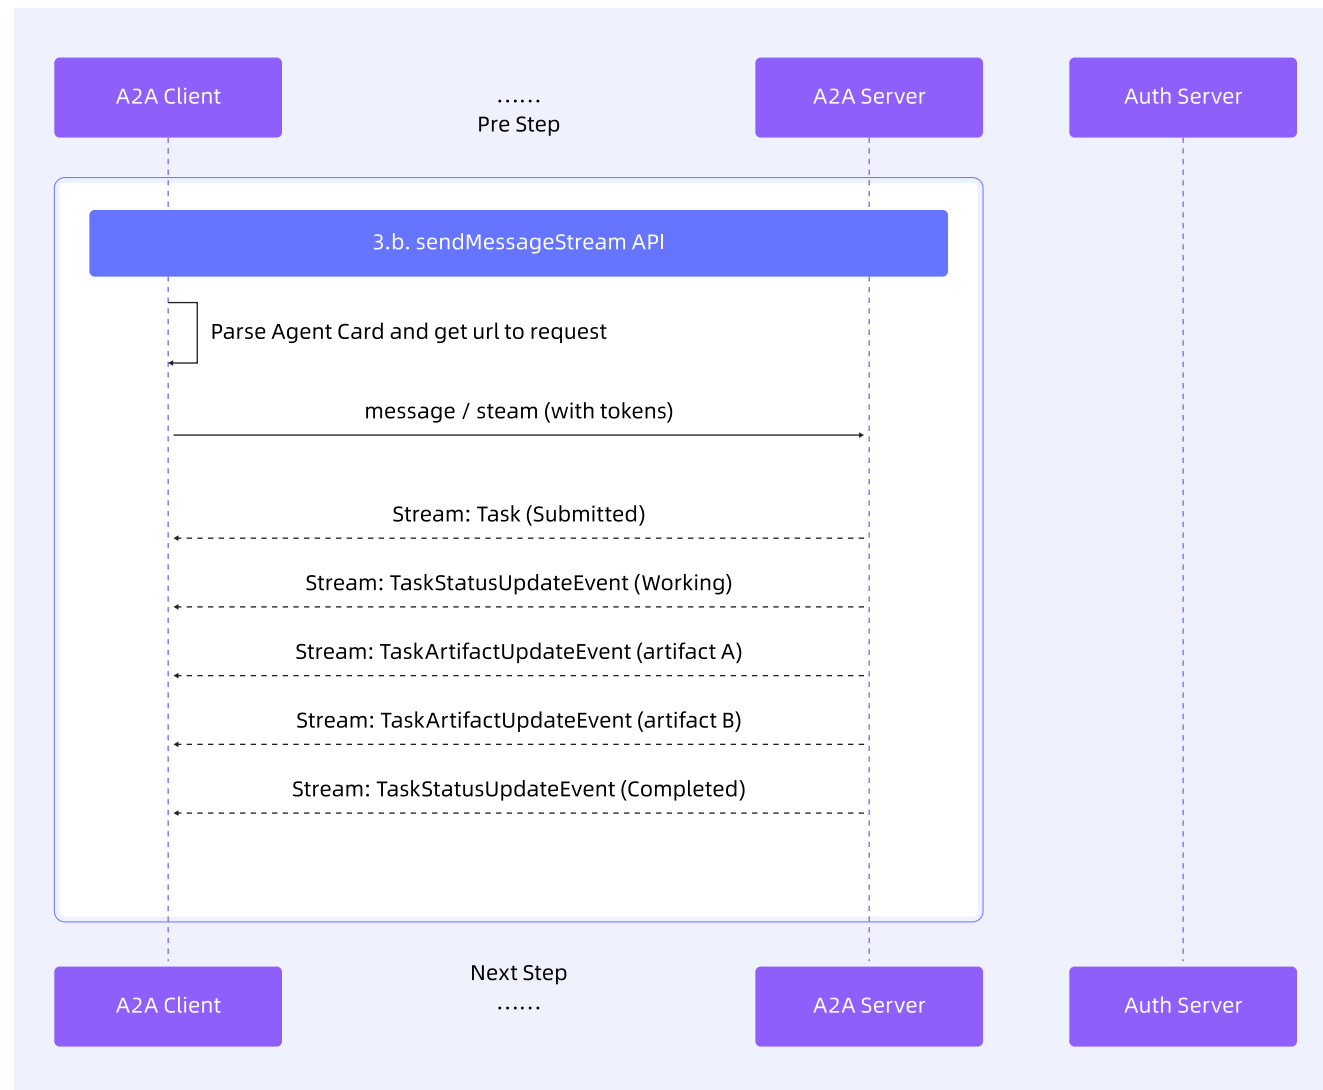 A2A Client
......
Pre Step
A2A Server
Auth Server
3.b. sendMessageStream API
Parse Agent Card and get url to request
message / steam (with tokens)
Stream: Task (Submitted)
Stream: TaskStatusUpdateEvent (Working)
Stream: TaskArtifactUpdateEvent (artifact A)
Stream: TaskArtifactUpdateEvent (artifact B)
Stream: TaskStatusUpdateEvent (Completed)
A2A Client
Next Step
......
A2A Server
Auth Server